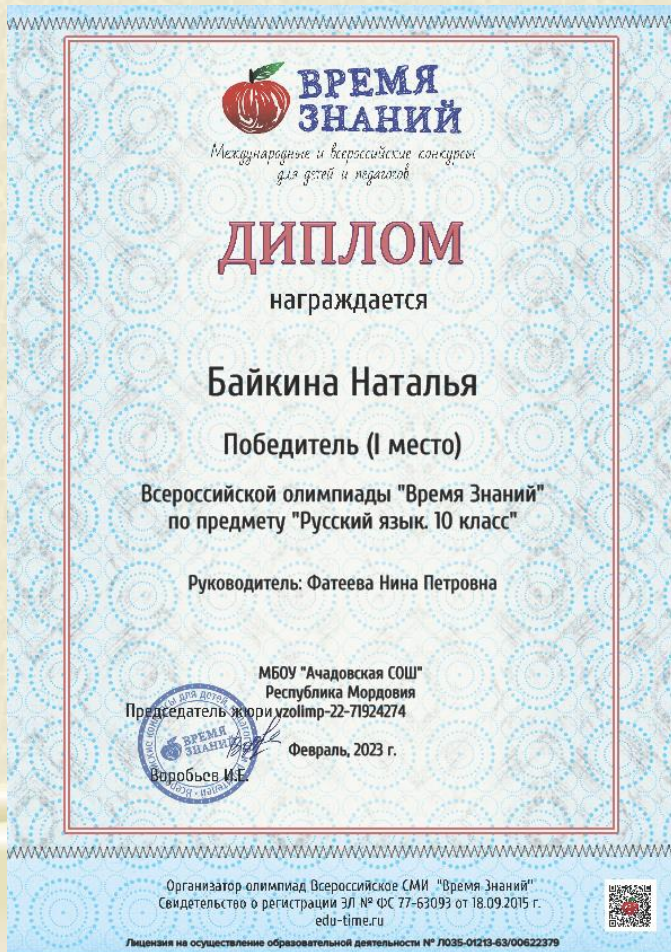 ВРЕМЯ
ЗНАНИЙ
Международные и всероссийские конкурсы
для детей и педагогов
ДИПЛОМ
награждается
Байкина Наталья
Победитель (I место)
Всероссийской олимпиады "Время Знаний"
по предмету "Русский язык. 10 класс"
Руководитель: Фатеева Нина Петровна
МБОУ "Ачадовская СОШ"
Республика Мордовия
Председатель жюри vzolimp-22-71924274
ВРЕМЯ
ЗНАНИЙ
Февраль, 2023 г.
Воробьев И.Е.
Организатор олимпиад Всероссийское СМИ "Время Знаний"
Свидетельство о регистрации ЭЛ № ФС 77-63093 от 18.09.2015 г.
edu-time.ru
Лицензия на осуществление образовательной деятельности № Л035-01213-63/00622379